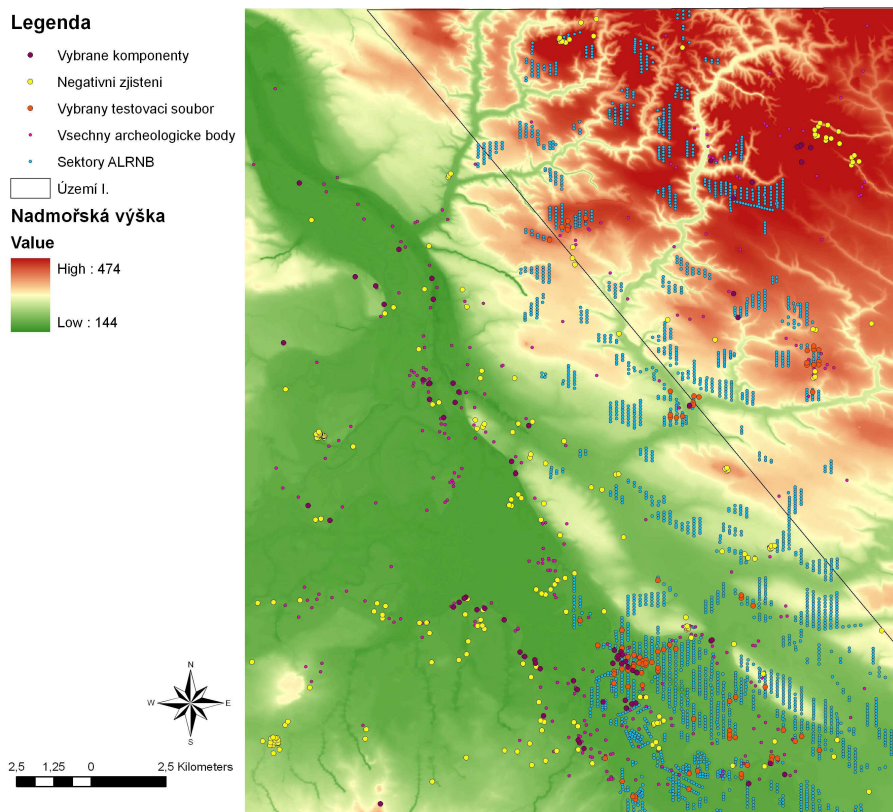 Legenda
Vybrane komponenty
Negativni zjisteni
Vybrany testovaci soubor
Vsechny archeologicke body
Sektory ALRNB
Území I.
Nadmořská výška
Value
High : 474
Low : 144
N
W E
S
2,5 1,25 0 2,5 Kilometers